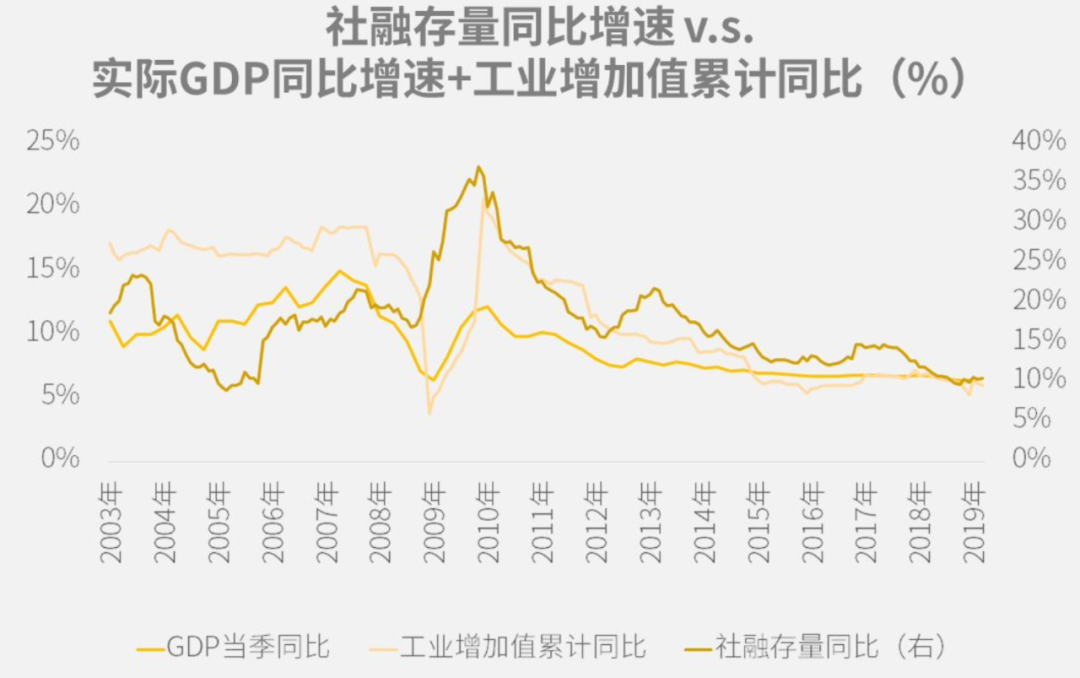 社融存量同比增速 v.s.
实际GDP同比增速+工业增加值累计同比（%）
25%
20%
15%
10%
5%
0%
40%
35%
30%
25%
20%
15%
10%
5%
0%
2003年
2004年
2005年
2006年
2007年
2008年
2009年
2010年
2011年
2012年
2013年
2014年
2015年
2016年
2017年
2018年
2019年
GDP当季同比
工业增加值累计同比
社融存量同比（右）